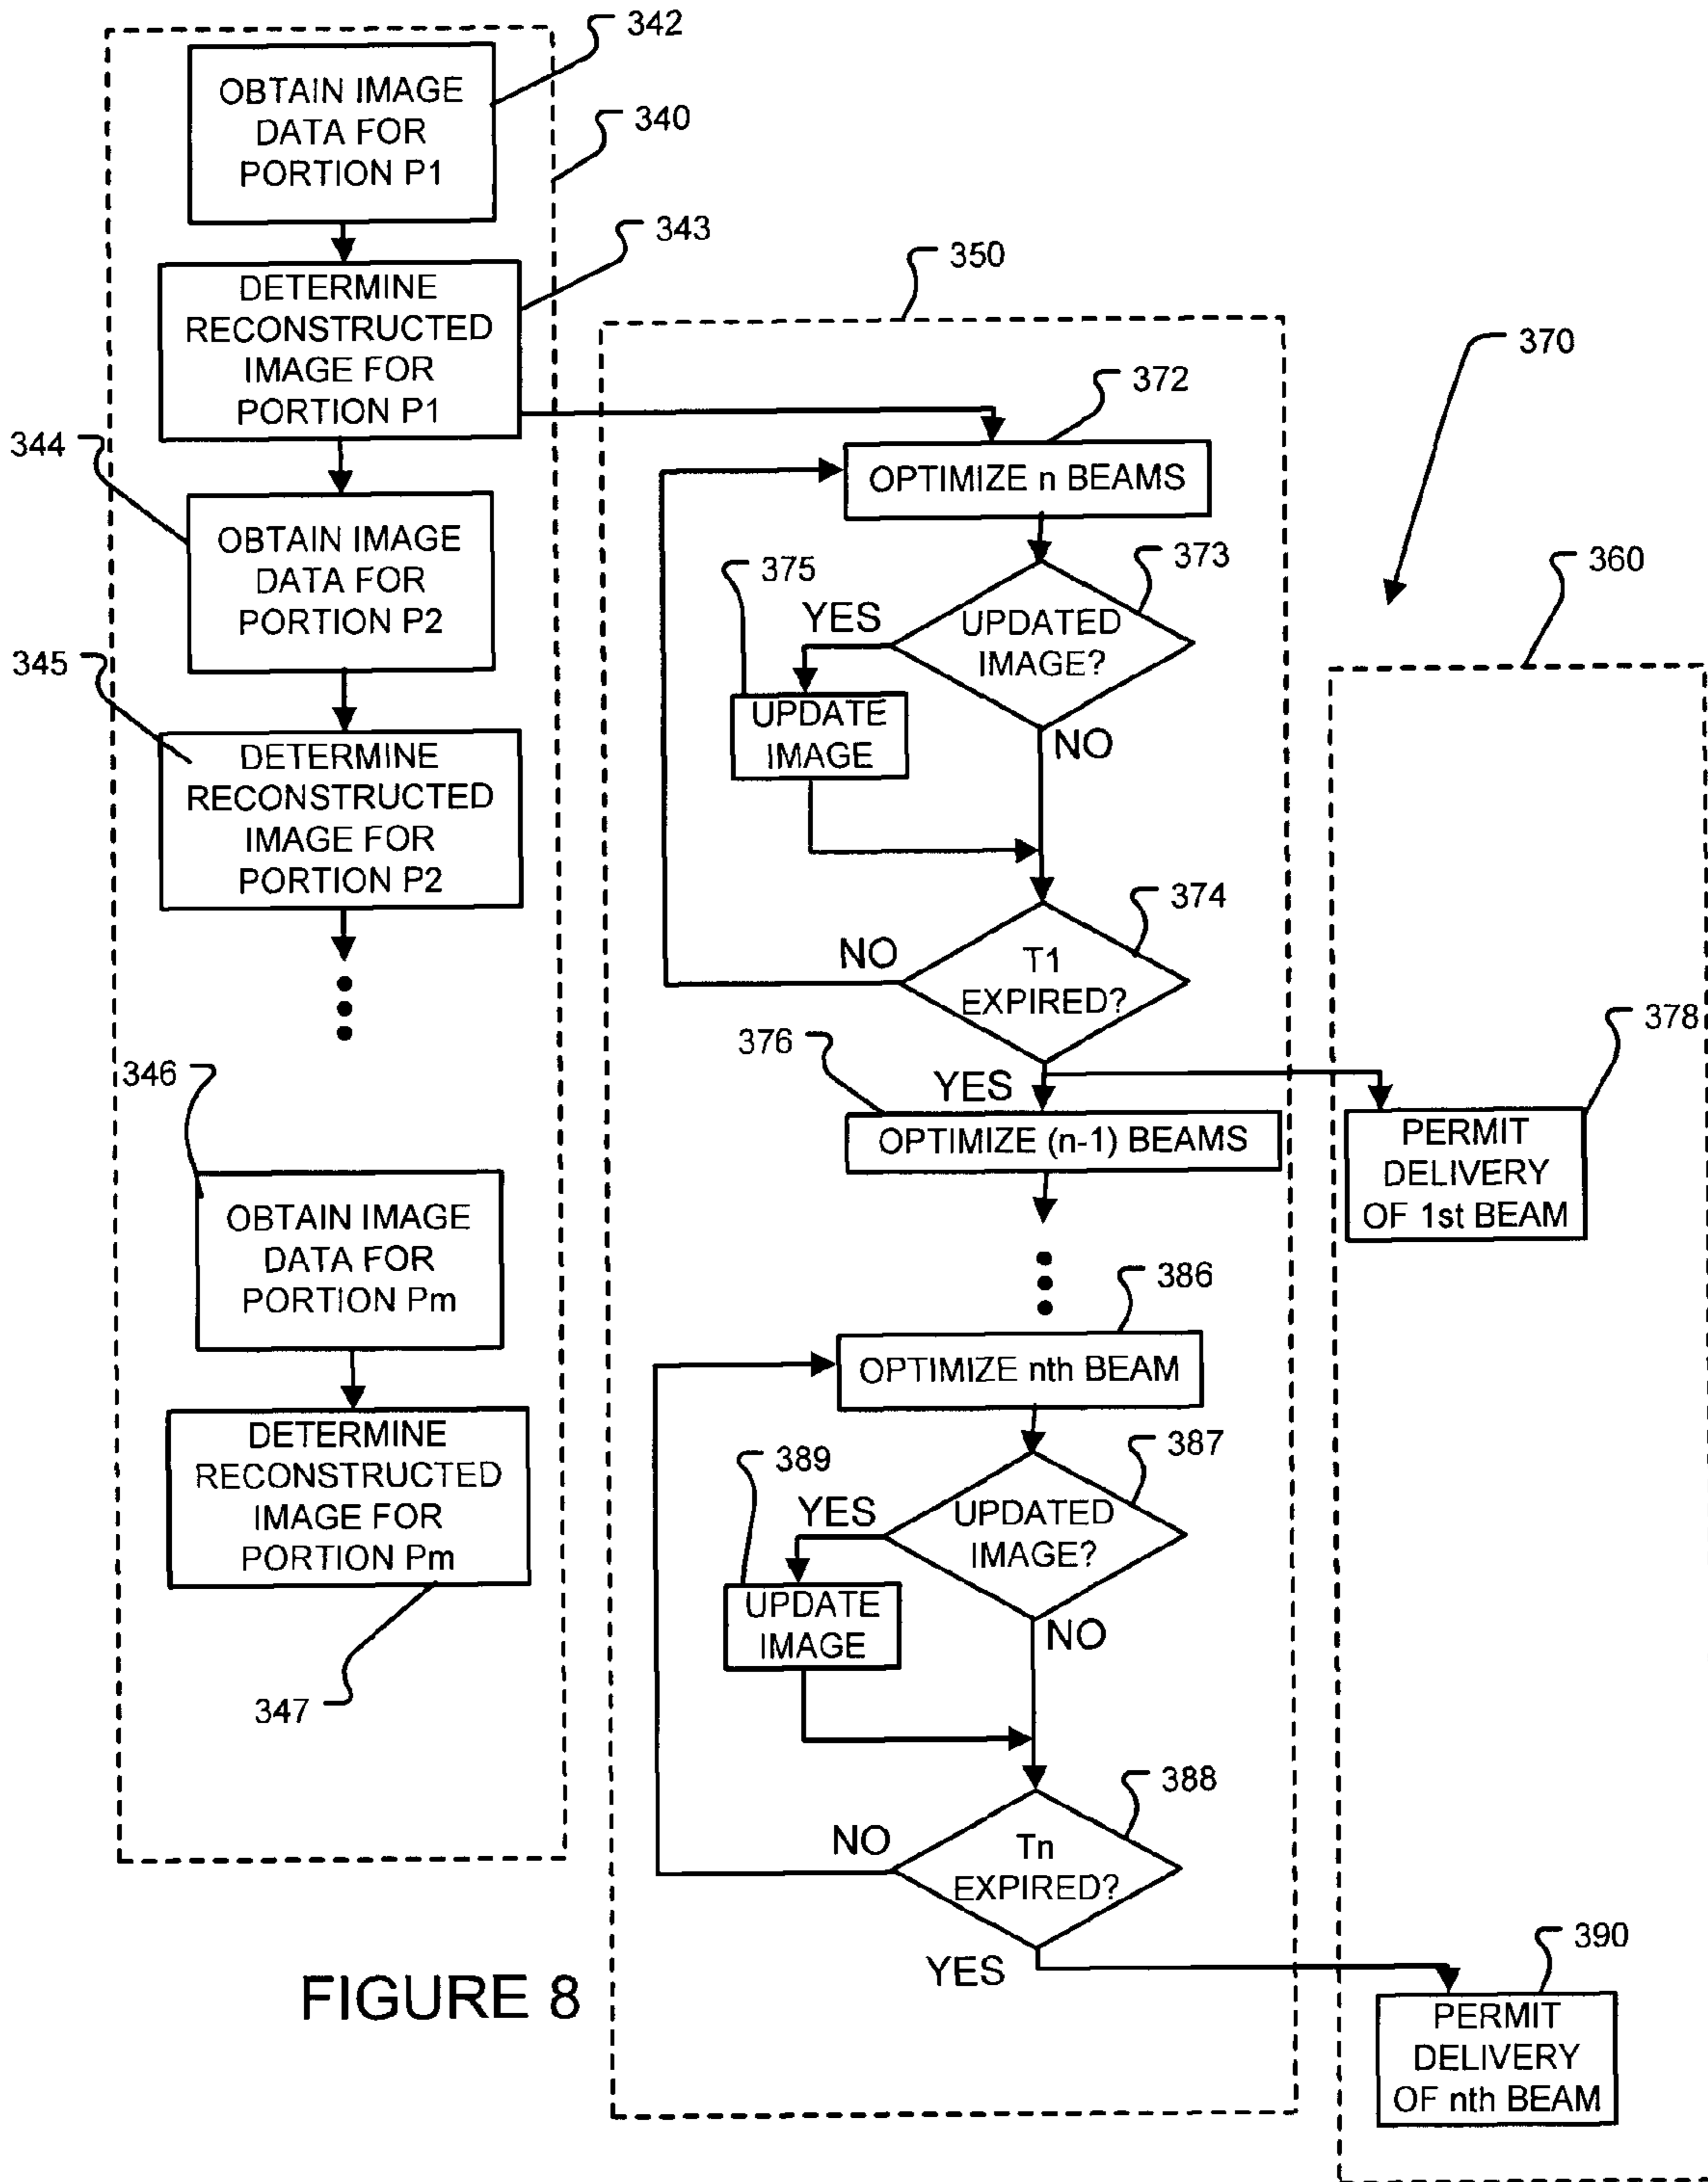 342
OBTAIN IMAGE
DATA FOR
PORTION P1
340
343
DETERMINE
RECONSTRUCTED
IMAGE FOR
PORTION P1
344
OBTAIN IMAGE
DATA FOR
PORTION P2
345
DETERMINE
RECONSTRUCTED
IMAGE FOR
PORTION P2
346
OBTAIN IMAGE
DATA FOR
PORTION Pm
DETERMINE
RECONSTRUCTED
IMAGE FOR
PORTION Pm
347
350
370
372
OPTIMIZE n BEAMS
373
375
YES
UPDATED
IMAGE?
UPDATE
IMAGE
NO
374
NO
T1
EXPIRED?
376
YES
OPTIMIZE (n-1) BEAMS
386
OPTIMIZE nth BEAM
387
389
YES
UPDATED
IMAGE?
UPDATE
IMAGE
NO
388
NO
Tn
EXPIRED?
YES
360
378
PERMIT
DELIVERY
OF 1st BEAM
390
PERMIT
DELIVERY
OF nth BEAM
FIGURE 8